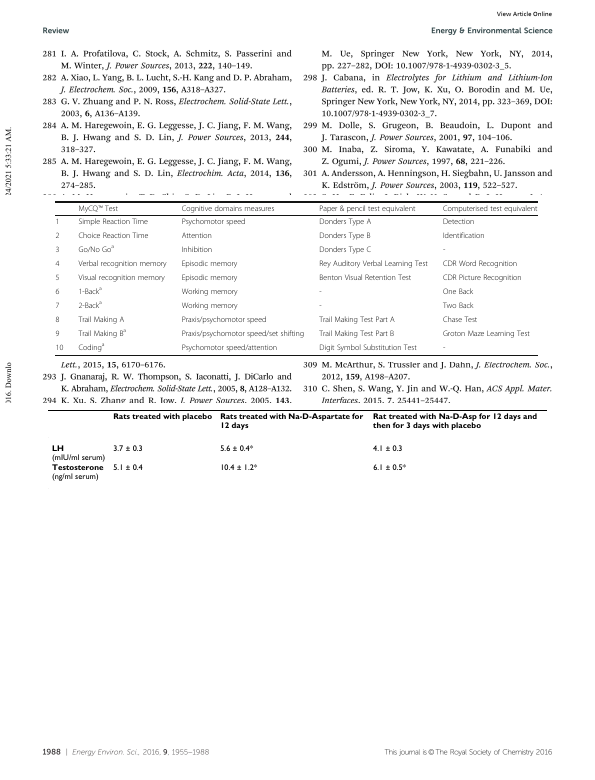 View Article Online
Review
Energy & Environmental Science
281 I. A. Profatilova, C. Stock, A. Schmitz, S. Passerini and
M. Winter, J. Power Sources, 2013, 222, 140–149.
282 A. Xiao, L. Yang, B. L. Lucht, S.-H. Kang and D. P. Abraham,
J. Electrochem. Soc., 2009, 156, A318–A327.
283 G. V. Zhuang and P. N. Ross, Electrochem. Solid-State Lett.,
2003, 6, A136–A139.
284 A. M. Haregewoin, E. G. Leggesse, J. C. Jiang, F. M. Wang,
B. J. Hwang and S. D. Lin, J. Power Sources, 2013, 244,
318–327.
285 A. M. Haregewoin, E. G. Leggesse, J. C. Jiang, F. M. Wang,
B. J. Hwang and S. D. Lin, Electrochim. Acta, 2014, 136,
274–285.
M. Ue, Springer New York, New York, NY, 2014,
pp. 227–282, DOI: 10.1007/978-1-4939-0302-3_5.
298 J. Cabana, in Electrolytes for Lithium and Lithium-Ion
Batteries, ed. R. T. Jow, K. Xu, O. Borodin and M. Ue,
Springer New York, New York, NY, 2014, pp. 323–369, DOI:
10.1007/978-1-4939-0302-3_7.
299 M. Dolle, S. Grugeon, B. Beaudoin, L. Dupont and
J. Tarascon, J. Power Sources, 2001, 97, 104–106.
300 M. Inaba, Z. Siroma, Y. Kawatate, A. Funabiki and
Z. Ogumi, J. Power Sources, 1997, 68, 221–226.
301 A. Andersson, A. Henningson, H. Siegbahn, U. Jansson and
K. Edström, J. Power Sources, 2003, 119, 522–527.
24/2021 5:33:21 AM.
MyCQ™ Test Cognitive domains measures Paper & pencil test equivalent Computerised test equivalent
1 Simple Reaction Time Psychomotor speed Donders Type A Detection
2 Choice Reaction Time Attention Donders Type B Identification
3 Go/No Goᵃ Inhibition Donders Type C -
4 Verbal recognition memory Episodic memory Rey Auditory Verbal Learning Test CDR Word Recognition
5 Visual recognition memory Episodic memory Benton Visual Retention Test CDR Picture Recognition
6 1-Backᵃ Working memory - One Back
7 2-Backᵃ Working memory - Two Back
8 Trail Making A Praxis/psychomotor speed Trail Making Test Part A Chase Test
9 Trail Making Bᵃ Praxis/psychomotor speed/set shifting Trail Making Test Part B Groton Maze Learning Test
10 Codingᵃ Psychomotor speed/attention Digit Symbol Substitution Test -
016. Downlo
Lett., 2015, 15, 6170–6176.
293 J. Gnanaraj, R. W. Thompson, S. Iaconatti, J. DiCarlo and
K. Abraham, Electrochem. Solid-State Lett., 2005, 8, A128–A132.
294 K. Xu, S. Zhang and R. Jow, J. Power Sources, 2005, 143,
309 M. McArthur, S. Trussler and J. Dahn, J. Electrochem. Soc.,
2012, 159, A198–A207.
310 C. Shen, S. Wang, Y. Jin and W.-Q. Han, ACS Appl. Mater.
Interfaces, 2015, 7, 25441–25447.
Rats treated with placebo Rats treated with Na-D-Aspartate for Rat treated with Na-D-Asp for 12 days and
12 days then for 3 days with placebo
LH 3.7 ± 0.3 5.6 ± 0.4* 4.1 ± 0.3
(mIU/ml serum)
Testosterone 5.1 ± 0.4 10.4 ± 1.2* 6.1 ± 0.5*
(ng/ml serum)
1988 | Energy Environ. Sci., 2016, 9, 1955–1988
This journal is © The Royal Society of Chemistry 2016